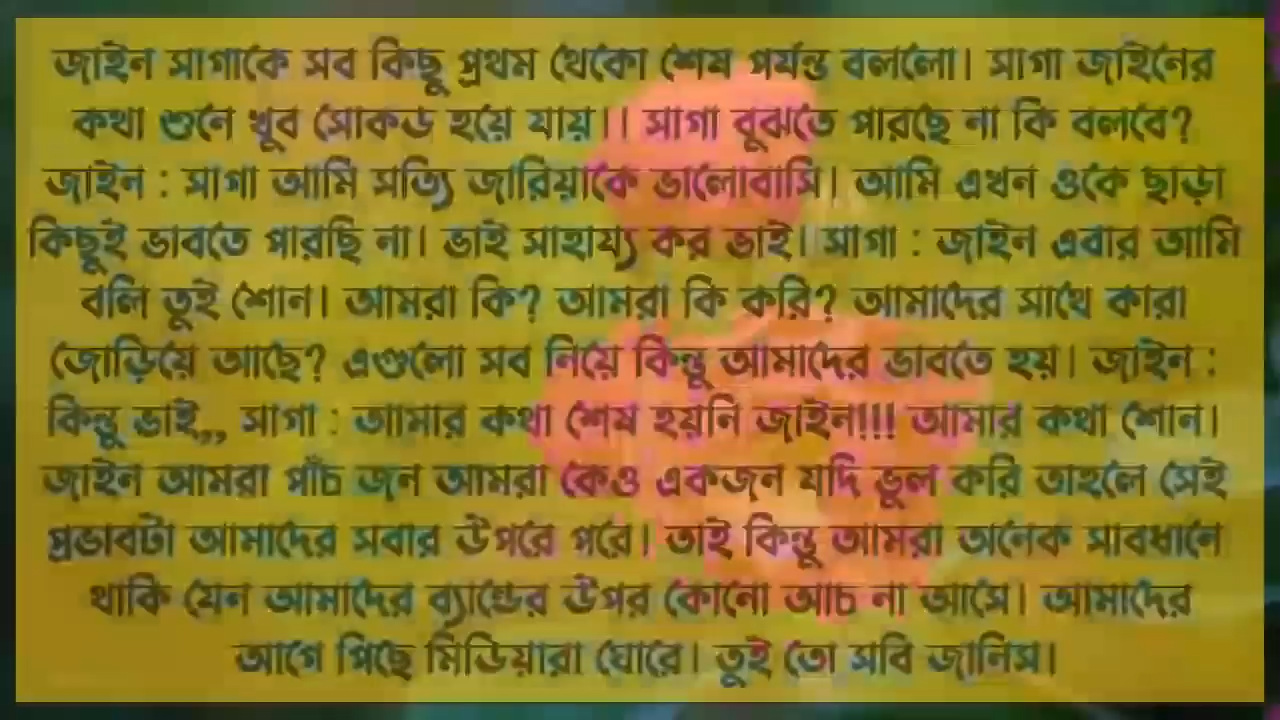 জাইন সাগাকে সব কিছু প্রথম থেকো শেষ পর্যন্ত বললো। সাগা জাইনের
কথা শুনে খুব সোকড হয়ে যায়।। সাগা বুঝতে পারছে না কি বলবে?
জাইন : সাগা আমি সত্যি জারিয়াকে ভালোবাসি। আমি এখন ওকে ছাড়া
কিছুই ভাবতে পারছি না। ভাই সাহায্য কর ভাই। সাগা : জাইন এবার আমি
বলি তুই শোন। আমরা কি? আমরা কি করি? আমাদের সাথে কারা
জোড়িয়ে আছে? এগুলো সব নিয়ে কিন্তু আমাদের ভাবতে হয়। জাইন :
কিন্তু ভাই,,, সাগা : আমার কথা শেষ হয়নি জাইন!!! আমার কথা শোন।
জাইন আমরা পাঁচ জন আমরা কেও একজন যদি ভুল করি তাহলে সেই
প্রভাবটা আমাদের সবার উপরে পরে। তাই কিন্তু আমরা অনেক সাবধানে
থাকি যেন আমাদের ব্যান্ডের উপর কোনো আচ না আসে। আমাদের
আগে পিছে মিডিয়ারা ঘোরে। তুই তো সবি জানিস।